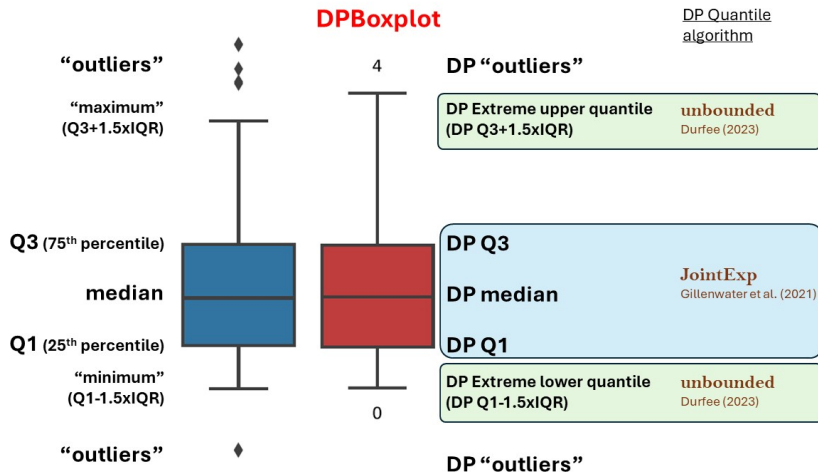 DPBoxplot
DP Quantile
algorithm
“outliers”
4
DP “outliers”
“maximum”
(Q3+1.5xIQR)
DP Extreme upper quantile
(DP Q3+1.5xIQR)
unbounded
Durfee (2023)
Q3 (75th percentile)
DP Q3
median
DP median
JointExp
Gillenwater et al. (2021)
Q1 (25th percentile)
DP Q1
“minimum”
(Q1-1.5xIQR)
DP Extreme lower quantile
(DP Q1-1.5xIQR)
unbounded
Durfee (2023)
0
“outliers”
DP “outliers”